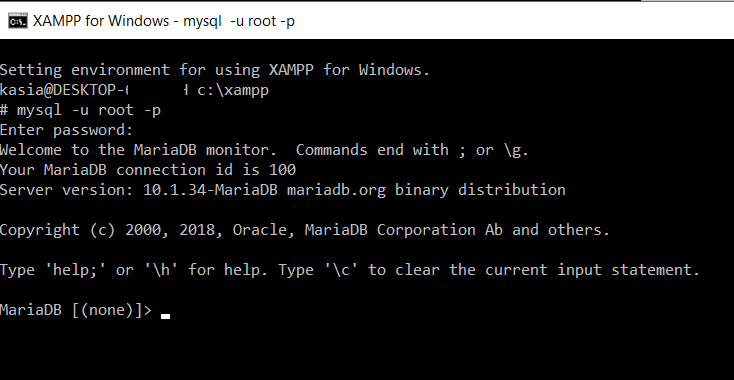 XAMPP for Windows - mysql  -u root -p
Setting environment for using XAMPP for Windows.
kasia@DESKTOP- c:\xampp
# mysql -u root -p
Enter password:
Welcome to the MariaDB monitor.  Commands end with ; or \g.
Your MariaDB connection id is 100
Server version: 10.1.34-MariaDB mariadb.org binary distribution
Copyright (c) 2000, 2018, Oracle, MariaDB Corporation Ab and others.
Type 'help;' or '\h' for help. Type '\c' to clear the current input statement.
MariaDB [(none)]>